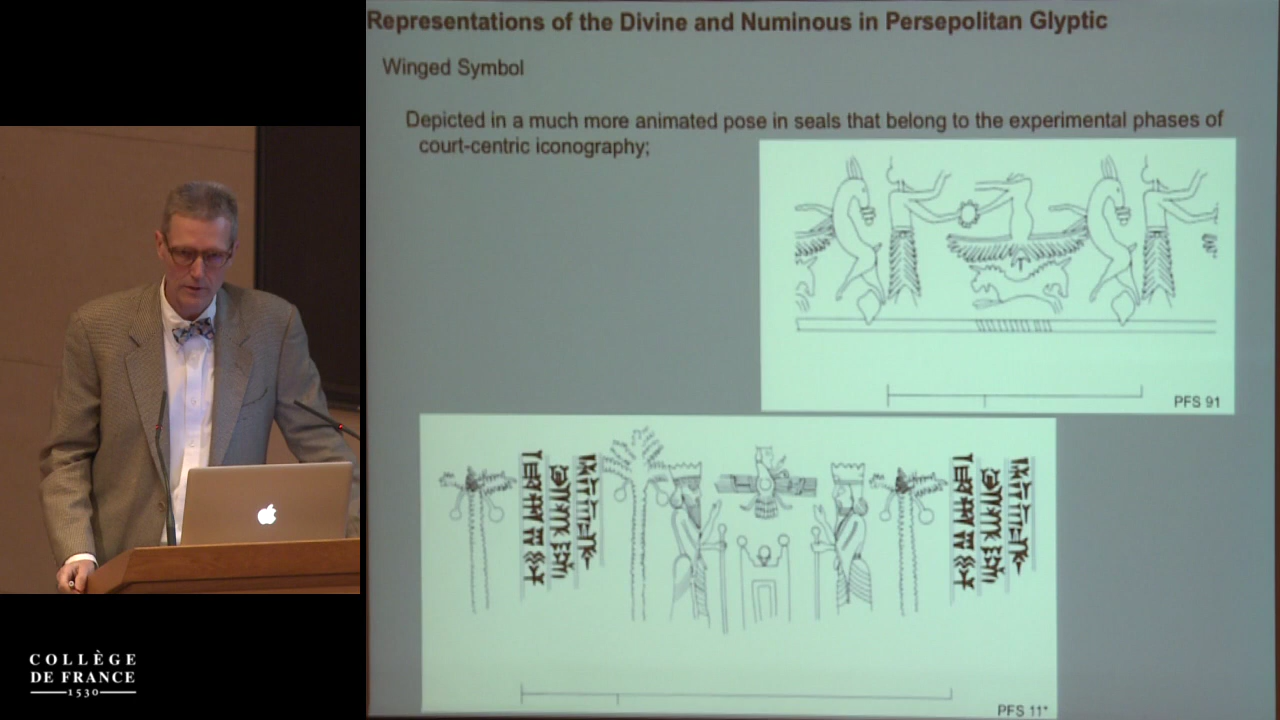 Representations of the Divine and Numinous in Persepolitan Glyptic
Winged Symbol
Depicted in a much more animated pose in seals that belong to the experimental phases of
court-centric iconography;
PFS 91
PFS 11*
COLLÈGE
DE FRANCE
1530